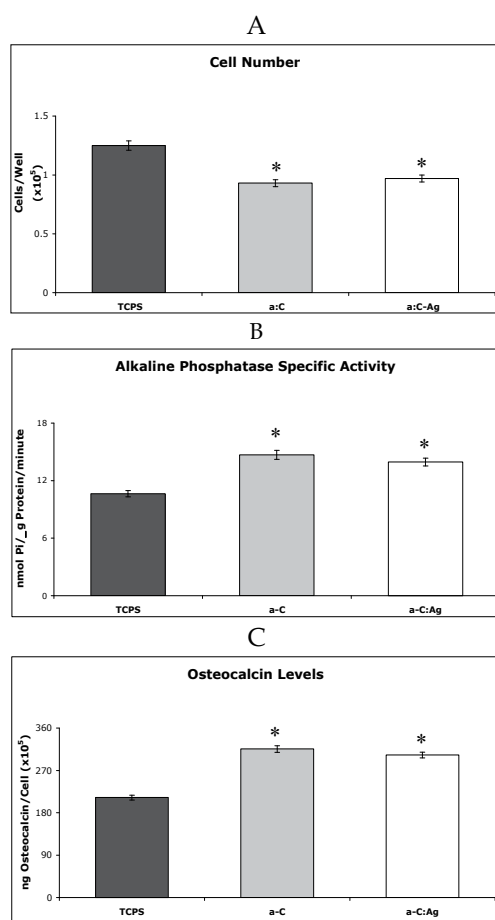 A
Cell Number
Cells/Well
(x10⁵)
1.5
1
0.5
0
*
*
TCPS
a:C
a:C-Ag
B
Alkaline Phosphatase Specific Activity
nmol Pi/_g Protein/minute
18
12
6
0
*
*
TCPS
a-C
a-C:Ag
C
Osteocalcin Levels
ng Osteocalcin/Cell (x10⁵)
360
270
180
90
0
*
*
TCPS
a-C
a-C:Ag